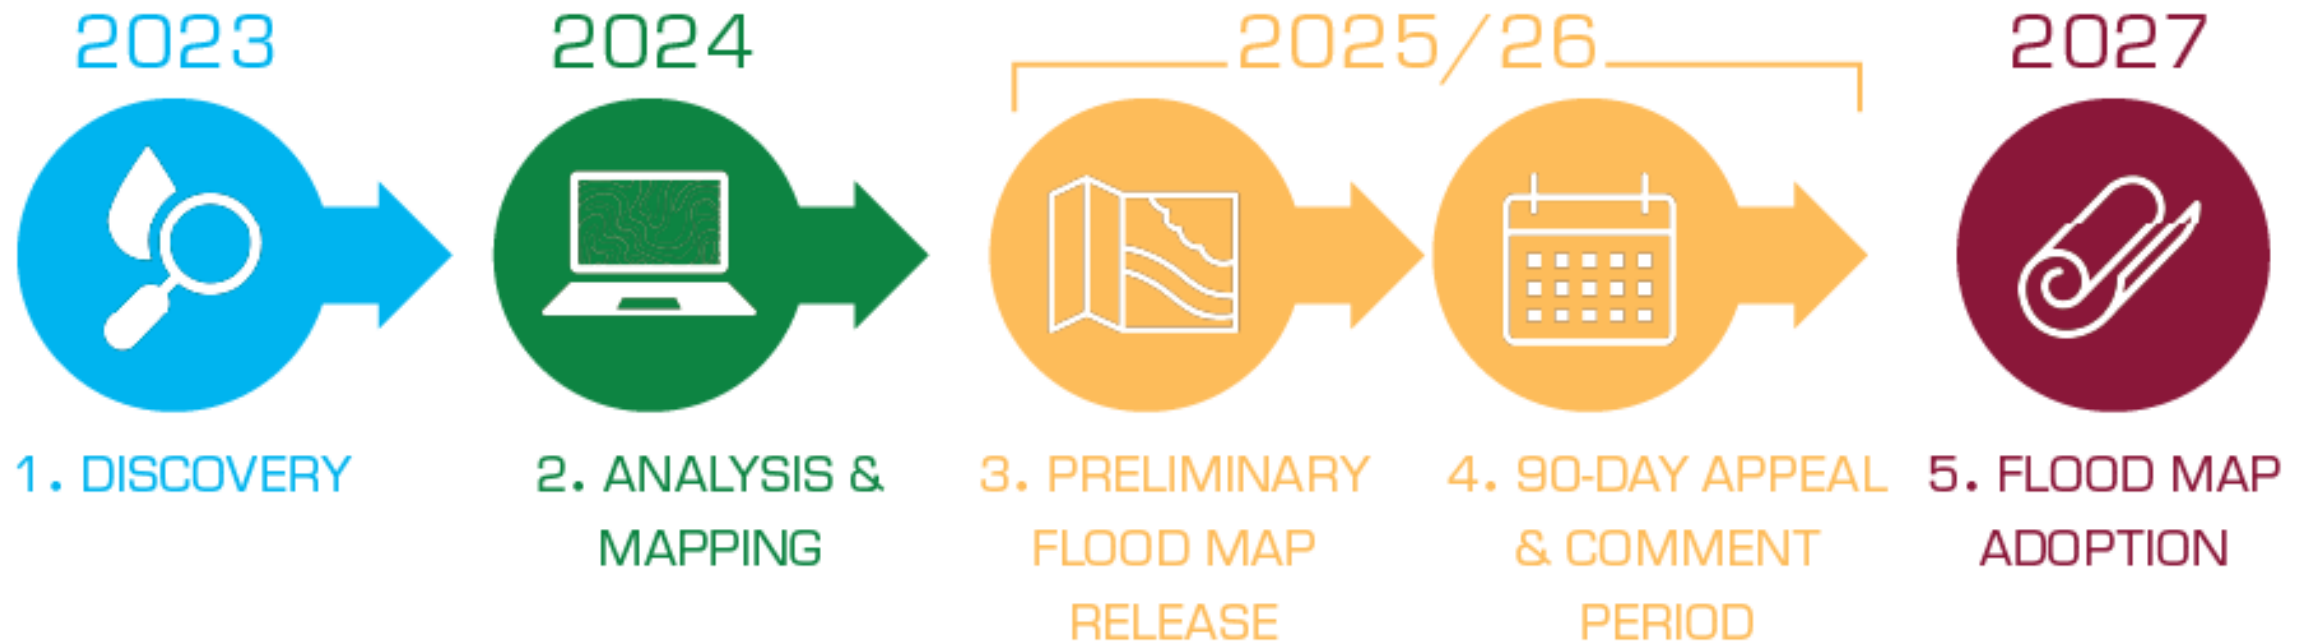 2023
2024
2025/26
2027
1. DISCOVERY
2. ANALYSIS &
MAPPING
3. PRELIMINARY
FLOOD MAP
RELEASE
4. 90-DAY APPEAL
& COMMENT
PERIOD
5. FLOOD MAP
ADOPTION